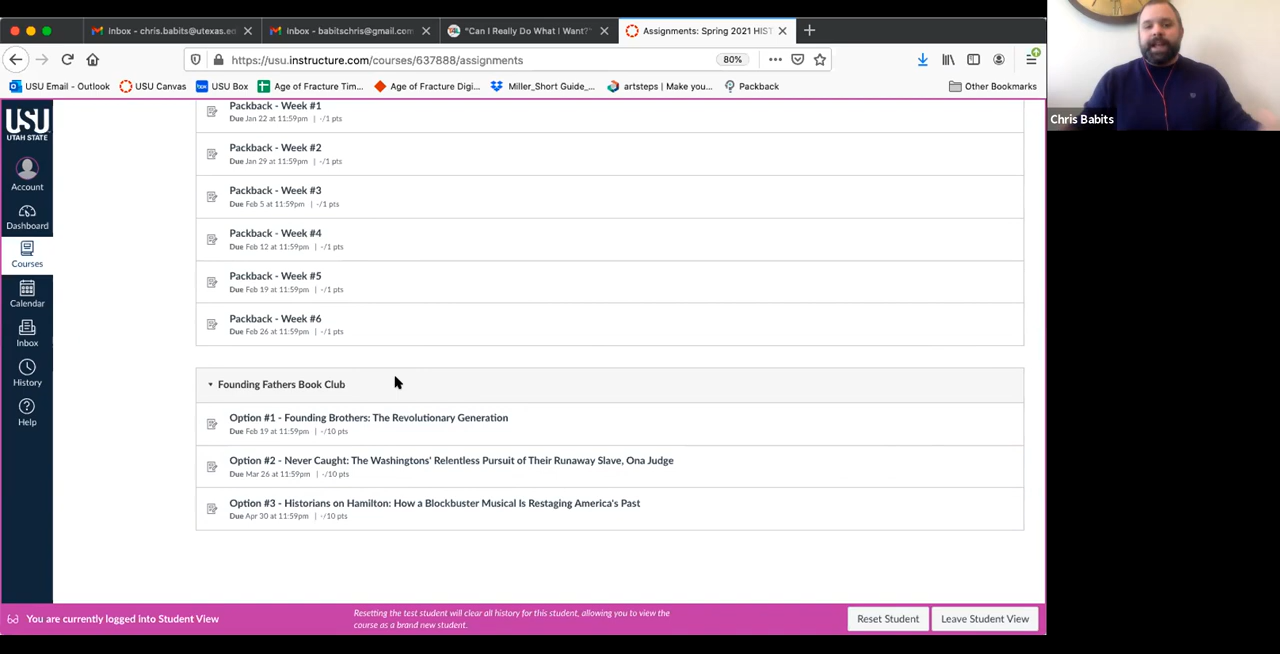 Inbox - chris.babits@utexas.ed
Inbox - babitschris@gmail.com
"Can I Really Do What I Want?"
Assignments: Spring 2021 HIST
https://usu.instructure.com/courses/637888/assignments
80%
USU Email - Outlook
USU Canvas
USU Box
Age of Fracture Tim...
Age of Fracture Digi...
Miller_Short Guide_...
artsteps | Make you...
Packback
Other Bookmarks
USU
UTAH STATE
Account
Dashboard
Courses
Calendar
Inbox
History
Help
Packback - Week #1
Due Jan 22 at 11:59pm | -/1 pts
Packback - Week #2
Due Jan 29 at 11:59pm | -/1 pts
Packback - Week #3
Due Feb 5 at 11:59pm | -/1 pts
Packback - Week #4
Due Feb 12 at 11:59pm | -/1 pts
Packback - Week #5
Due Feb 19 at 11:59pm | -/1 pts
Packback - Week #6
Due Feb 26 at 11:59pm | -/1 pts
Founding Fathers Book Club
Option #1 - Founding Brothers: The Revolutionary Generation
Due Feb 19 at 11:59pm | -/10 pts
Option #2 - Never Caught: The Washingtons' Relentless Pursuit of Their Runaway Slave, Ona Judge
Due Mar 26 at 11:59pm | -/10 pts
Option #3 - Historians on Hamilton: How a Blockbuster Musical Is Restaging America's Past
Due Apr 30 at 11:59pm | -/10 pts
You are currently logged into Student View
Resetting the test student will clear all history for this student, allowing you to view the
course as a brand new student.
Reset Student
Leave Student View
Chris Babits